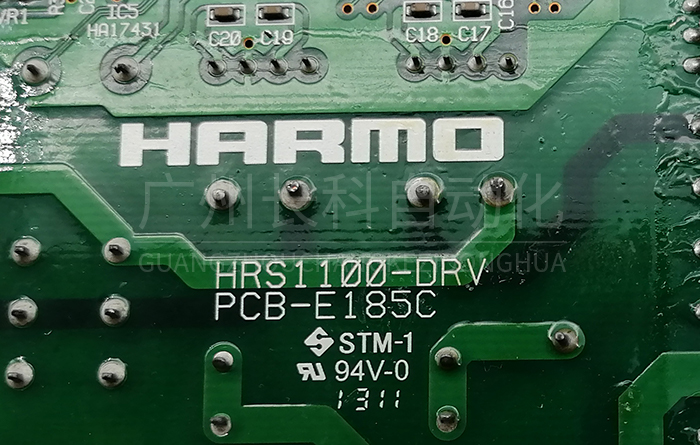 VR1
IC5
HA17431
C20 C19
C18 C17
C16
HARMO
广州长科自动化
HRS1100-DRV
PCB-E185C
STM-1
94V-0
1311